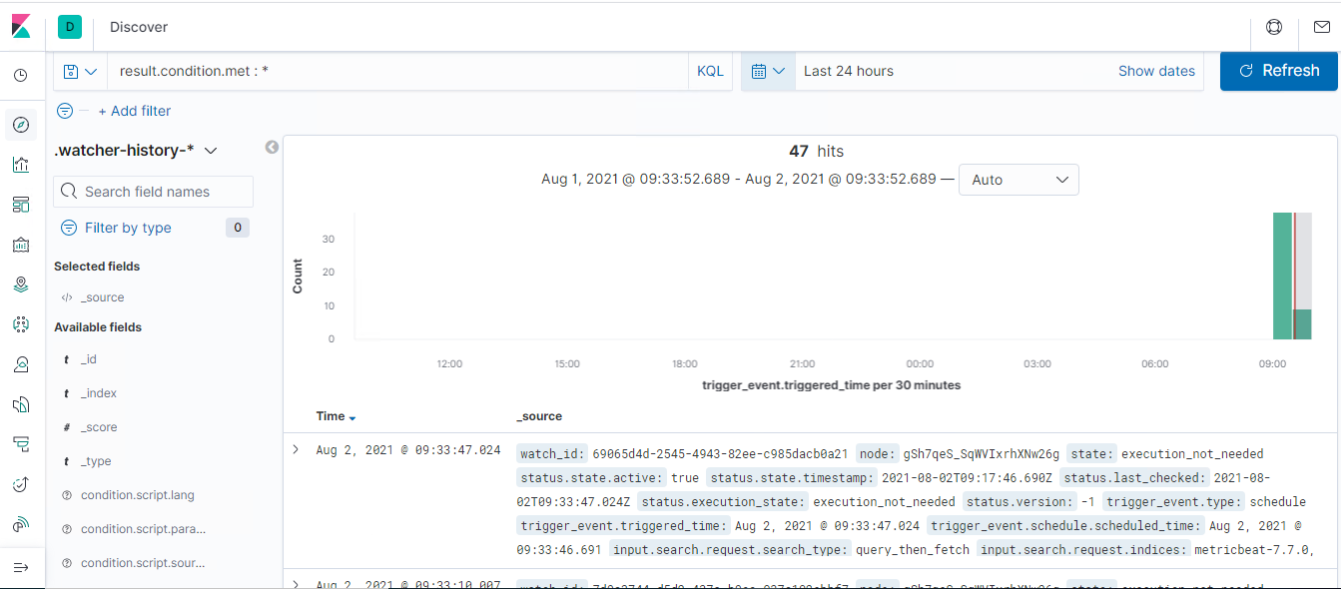 D Discover
result.condition.met : * KQL Last 24 hours Show dates Refresh
+ Add filter
.watcher-history-*
Search field names
Filter by type 0
Selected fields
</> _source
Available fields
t _id
t _index
# _score
t _type
condition.script.lang
condition.script.para...
condition.script.sour...
47 hits
Aug 1, 2021 @ 09:33:52.689 - Aug 2, 2021 @ 09:33:52.689 — Auto
Count
30
20
10
0
12:00 15:00 18:00 21:00 00:00 03:00 06:00 09:00
trigger_event.triggered_time per 30 minutes
Time _source
Aug 2, 2021 @ 09:33:47.024 watch_id: 69065d4d-2545-4943-82ee-c985dacb0a21 node: gSh7qeS_SqWVIxrhXNw26g state: execution_not_needed
status.state.active: true status.state.timestamp: 2021-08-02T09:17:46.690Z status.last_checked: 2021-08-
02T09:33:47.024Z status.execution_state: execution_not_needed status.version: -1 trigger_event.type: schedule
trigger_event.triggered_time: Aug 2, 2021 @ 09:33:47.024 trigger_event.schedule.scheduled_time: Aug 2, 2021 @
09:33:46.691 input.search.request.search_type: query_then_fetch input.search.request.indices: metricbeat-7.7.0,
Aug 2, 2021 @ 09:33:10.007 watch_id: